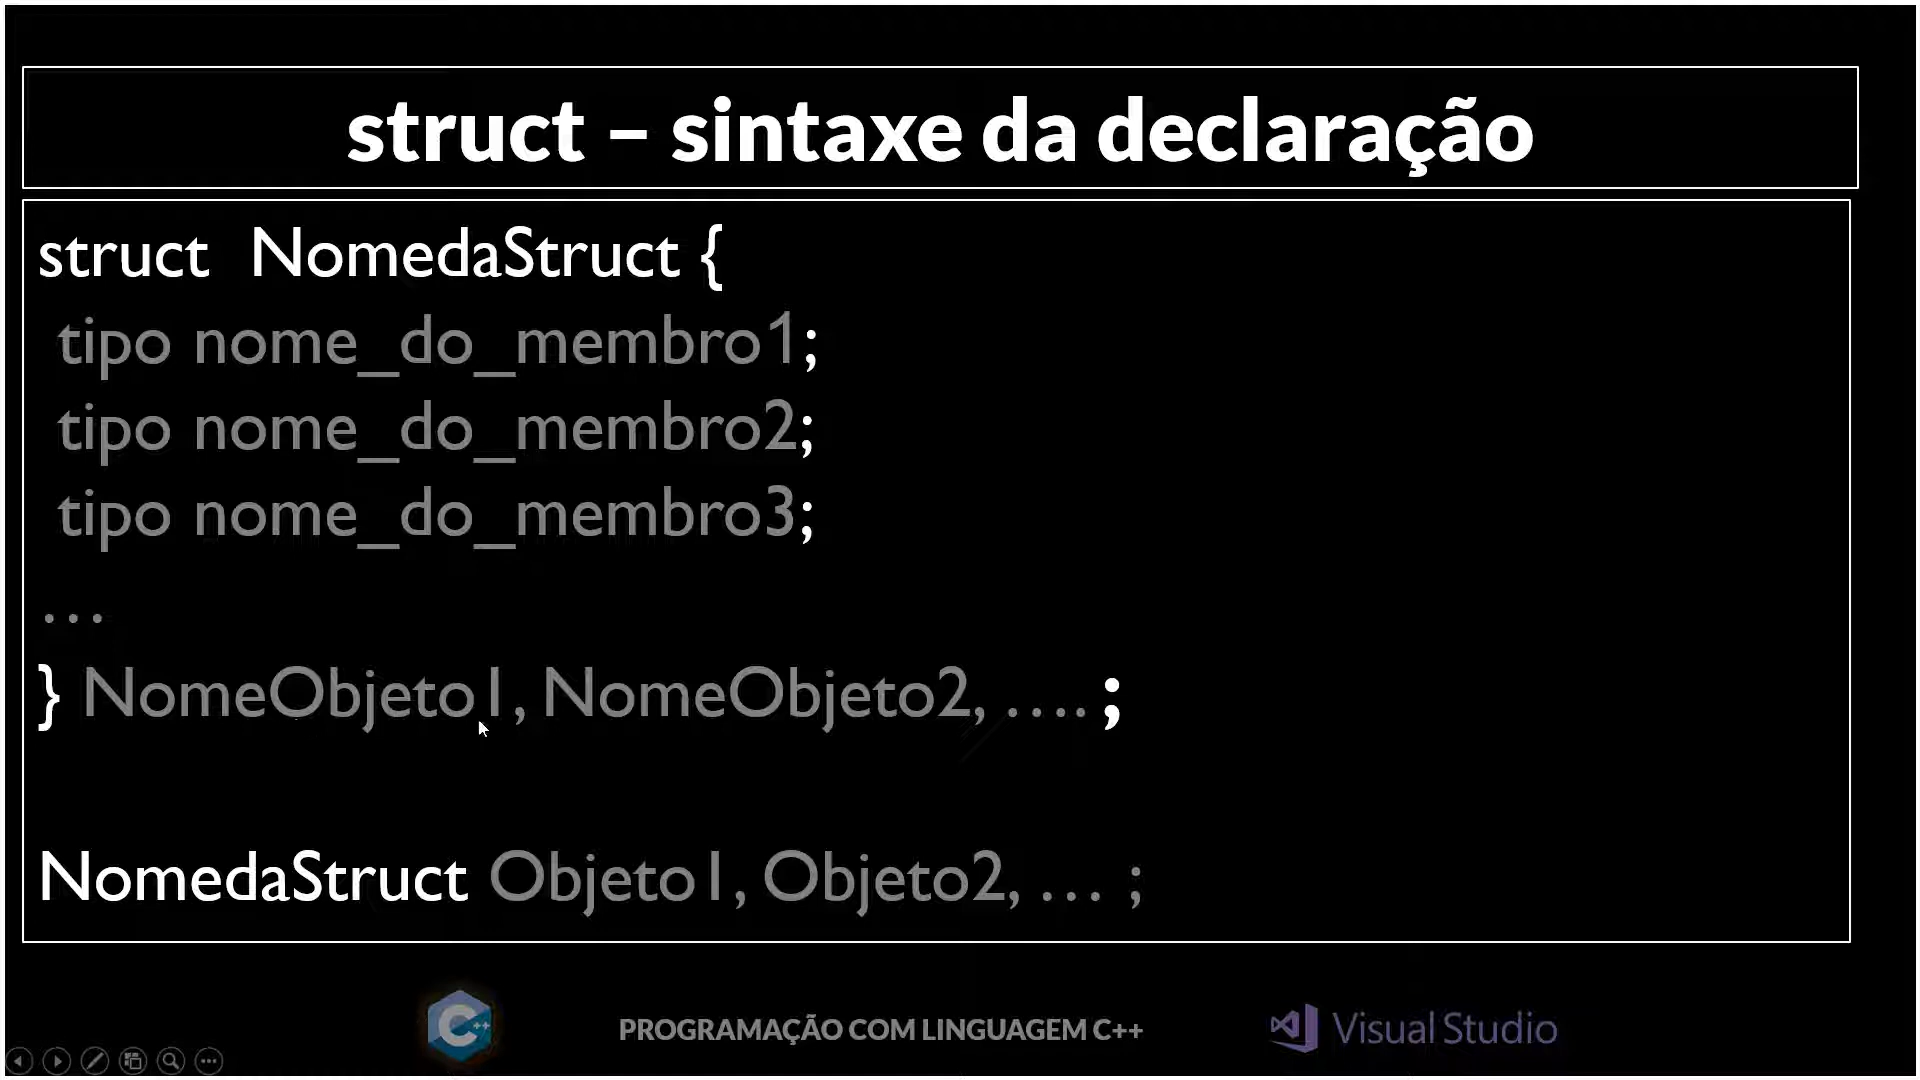 struct – sintaxe da declaração
struct NomedaStruct {
tipo nome_do_membro1;
tipo nome_do_membro2;
tipo nome_do_membro3;
...
} NomeObjeto1, NomeObjeto2, .... ;
NomedaStruct Objeto1, Objeto2, ... ;
C++
PROGRAMAÇÃO COM LINGUAGEM C++
Visual Studio